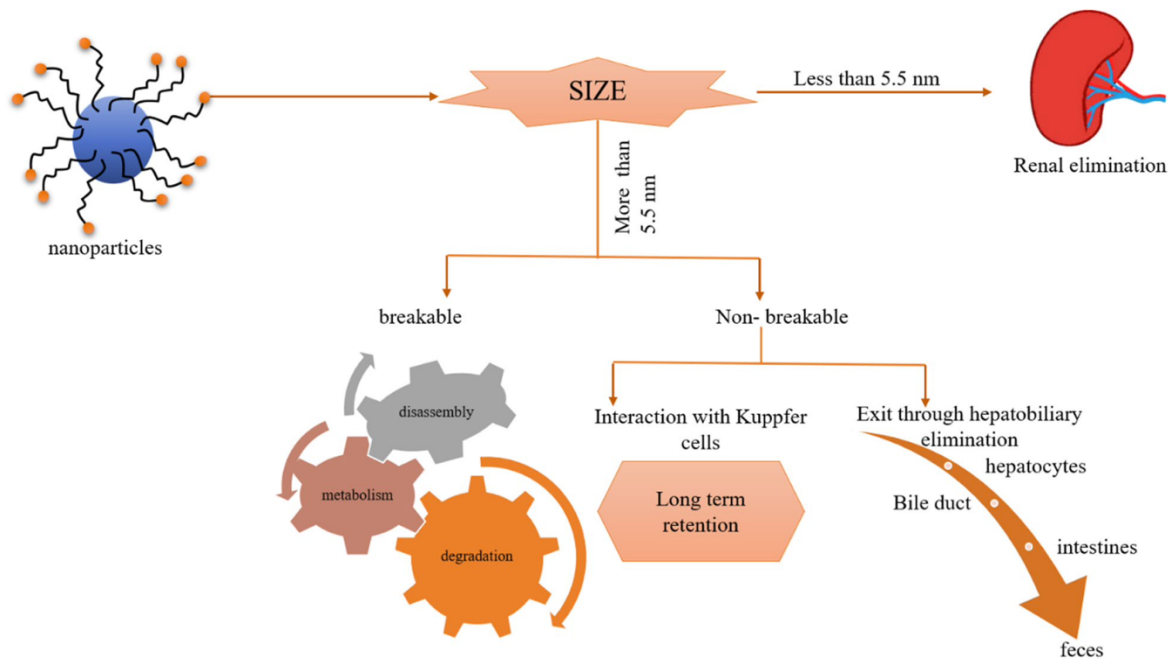 SIZE
Less than 5.5 nm
Renal elimination
nanoparticles
More than
5.5 nm
breakable
Non- breakable
disassembly
metabolism
degradation
Interaction with Kuppfer
cells
Long term
retention
Exit through hepatobiliary
elimination
hepatocytes
Bile duct
intestines
feces